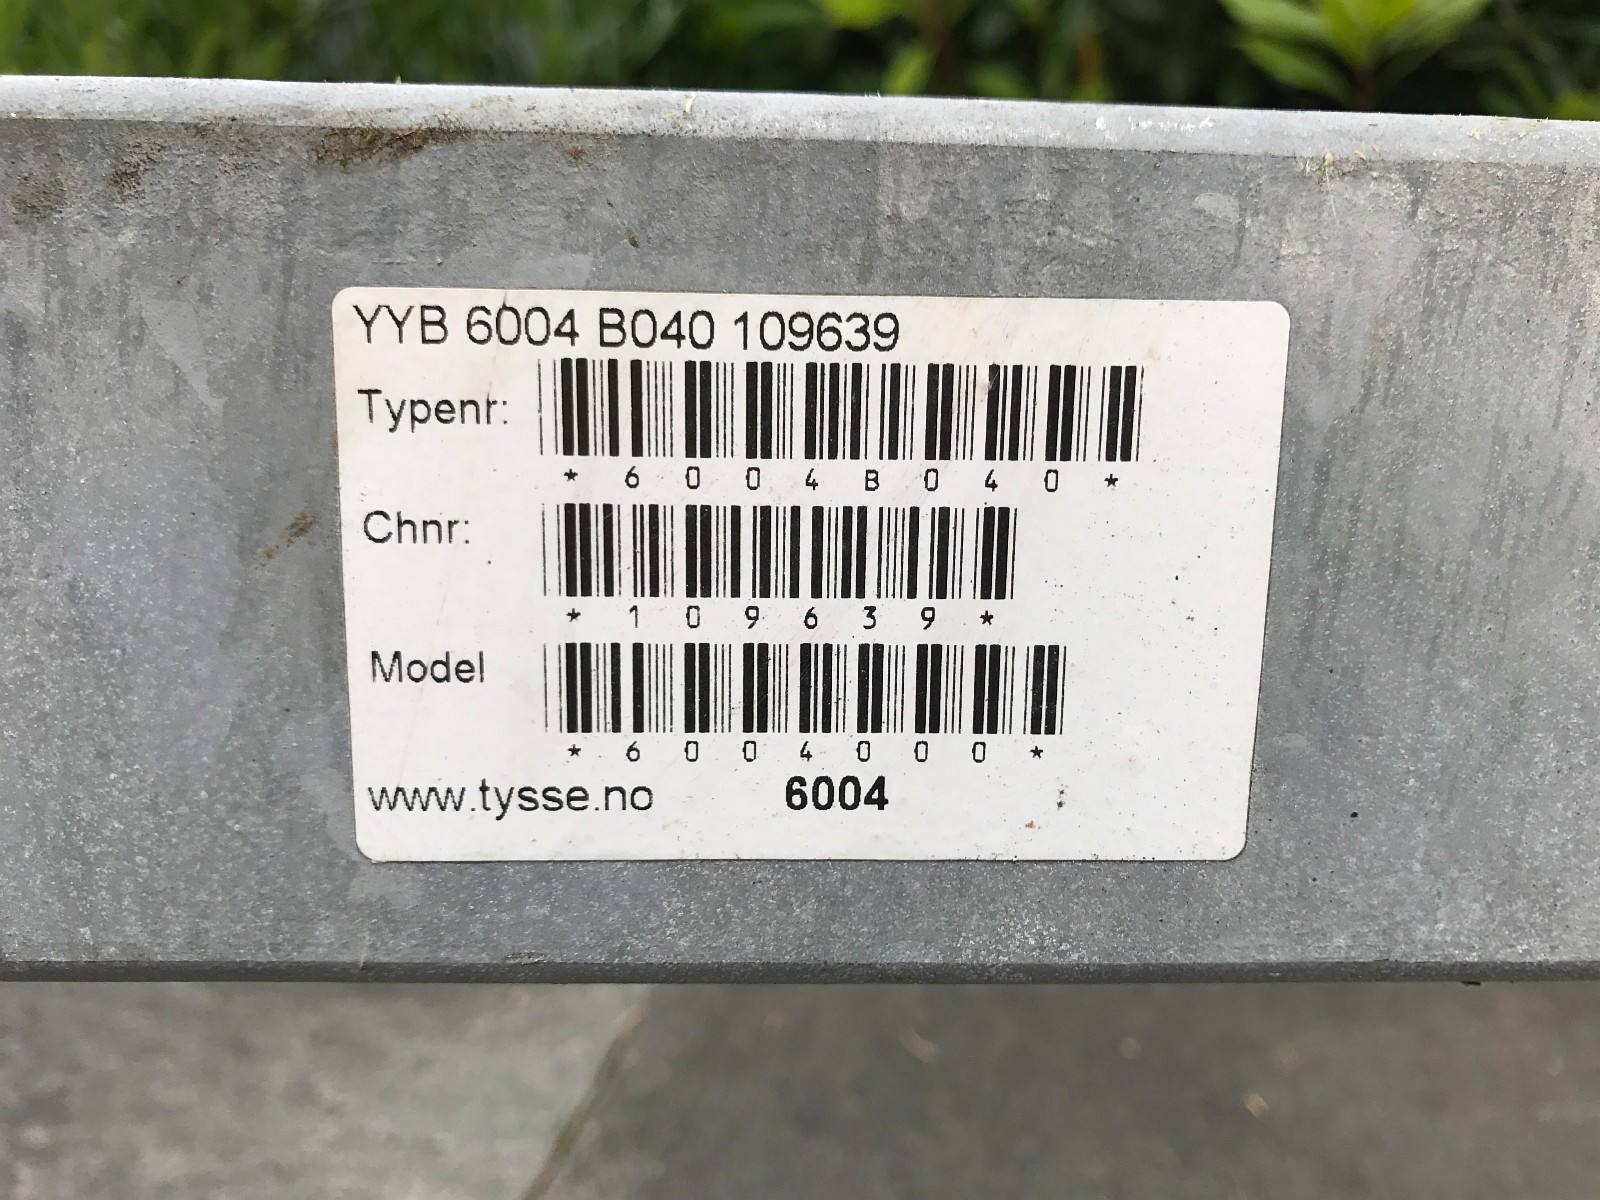 YYB 6004 B040 109639
Typenr:
*6004B040*
Chnr:
*109639*
Model
*6004000*
www.tysse.no 6004